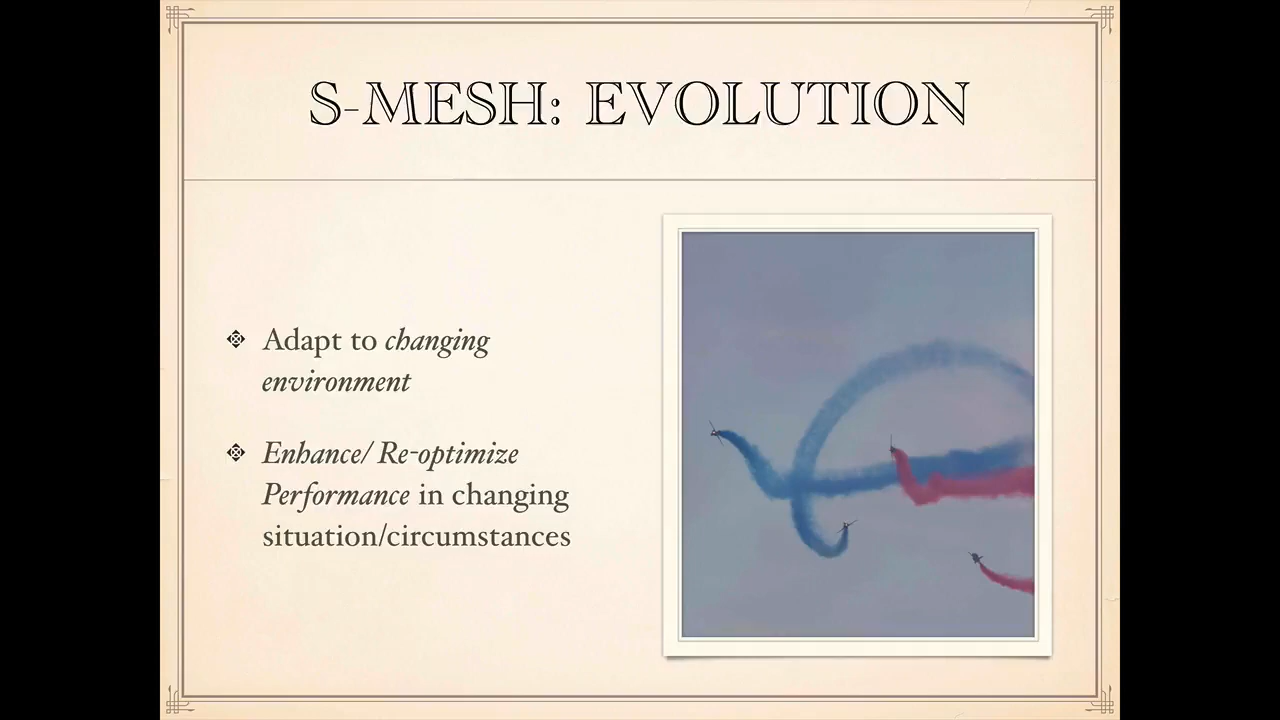 S-MESH: EVOLUTION
Adapt to changing
environment
Enhance/ Re-optimize
Performance in changing
situation/circumstances